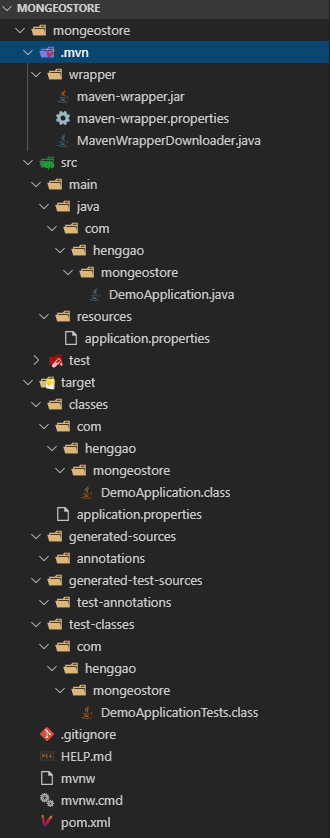 MONGEOSTORE
mongeostore
.mvn
wrapper
maven-wrapper.jar
maven-wrapper.properties
MavenWrapperDownloader.java
src
main
java
com
henggao
mongeostore
DemoApplication.java
resources
application.properties
test
target
classes
com
henggao
mongeostore
DemoApplication.class
application.properties
generated-sources
annotations
generated-test-sources
test-annotations
test-classes
com
henggao
mongeostore
DemoApplicationTests.class
.gitignore
HELP.md
mvnw
mvnw.cmd
pom.xml